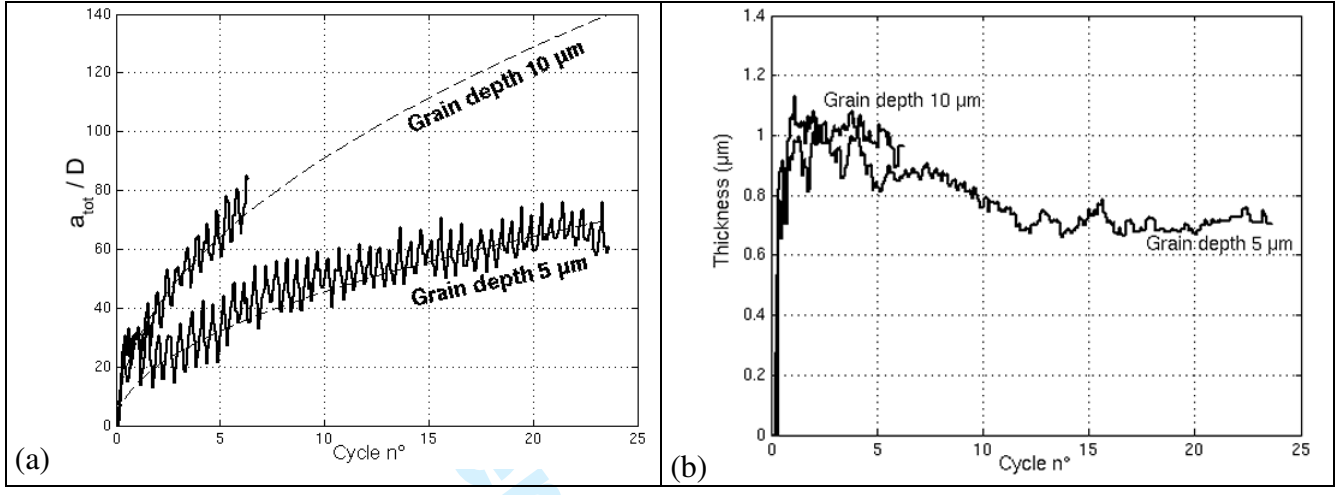 140
120
100
80
60
40
20
0
a_tot / D
Grain depth 10 µm
Grain depth 5 µm
0 5 10 15 20 25
Cycle n°
(a)
1.4
1.2
1
0.8
0.6
0.4
0.2
0
Thickness (µm)
Grain depth 10 µm
Grain depth 5 µm
0 5 10 15 20 25
Cycle n°
(b)